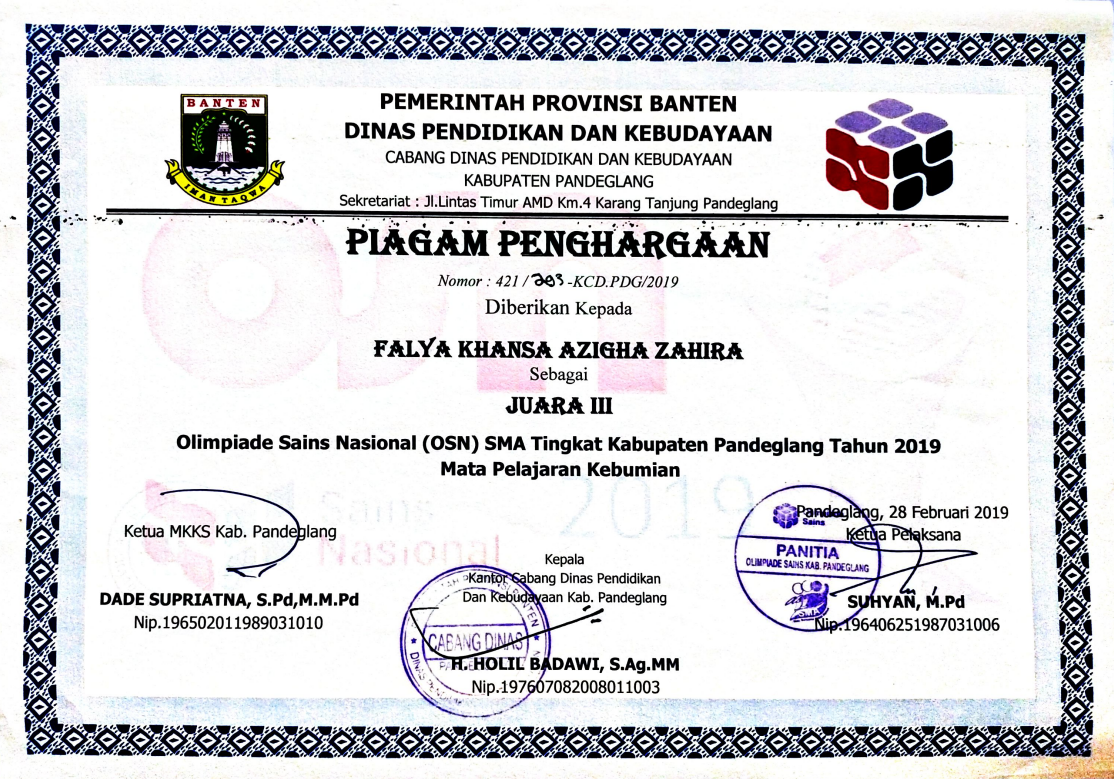 BANTEN
IMAN TAQWA
PEMERINTAH PROVINSI BANTEN
DINAS PENDIDIKAN DAN KEBUDAYAAN
CABANG DINAS PENDIDIKAN DAN KEBUDAYAAN
KABUPATEN PANDEGLANG
Sekretariat : Jl.Lintas Timur AMD Km.4 Karang Tanjung Pandeglang
PIAGAM PENGHARGAAN
Nomor : 421 / 203 -KCD.PDG/2019
Diberikan Kepada
FALYA KHANSA AZIGHA ZAHIRA
Sebagai
JUARA III
Olimpiade Sains Nasional (OSN) SMA Tingkat Kabupaten Pandeglang Tahun 2019
Mata Pelajaran Kebumian
Sains
Nasional
2019
Ketua MKKS Kab. Pandeglang
DADE SUPRIATNA, S.Pd,M.M.Pd
Nip.196502011989031010
Kepala
Kantor Cabang Dinas Pendidikan
Dan Kebudayaan Kab. Pandeglang
CABANG DINAS
H. HOLIL BADAWI, S.Ag.MM
Nip.197607082008011003
Pandeglang, 28 Februari 2019
Ketua Pelaksana
Sains
PANITIA
OLIMPIADE SAINS KAB. PANDEGLANG
SUHYAN, M.Pd
Nip.196406251987031006